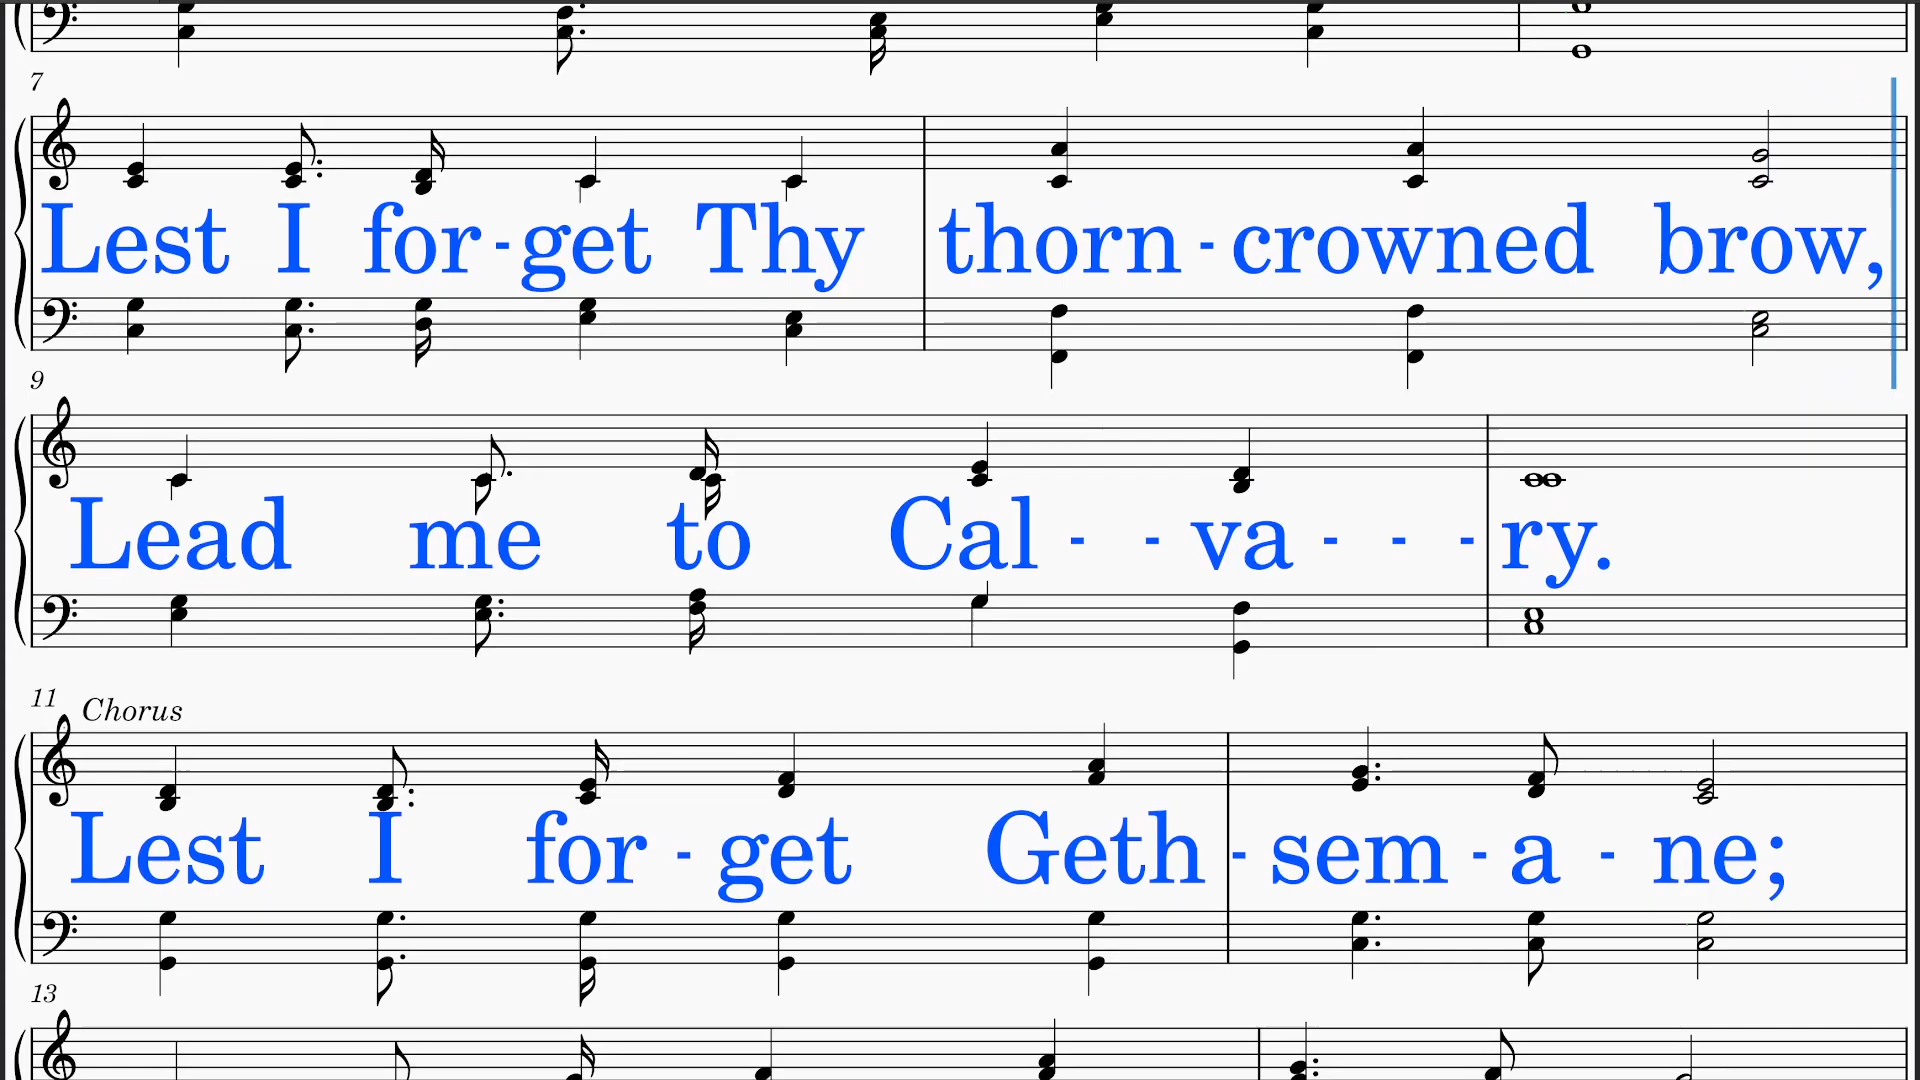 7
Lest I for - get Thy thorn - crowned brow,
9
Lead me to Cal - - va - - - ry.
11 Chorus
Lest I for - get Geth - sem - a - ne;
13